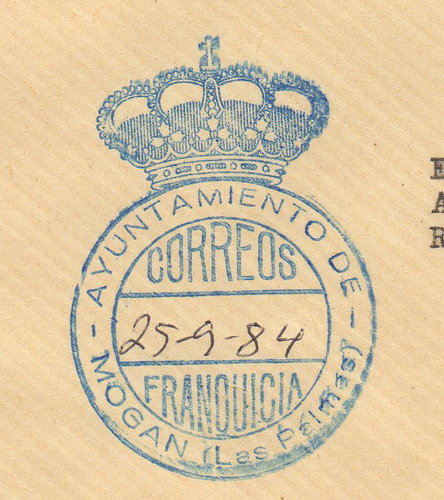 AYUNTAMIENTO DE
CORREOS
25-9-84
FRANQUICIA
MOGAN (Las Palmas)
E
A
R